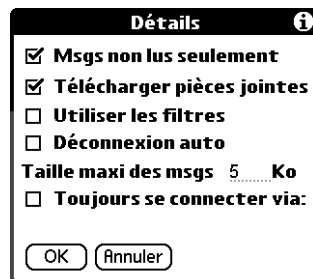 Détails
Msgs non lus seulement
Télécharger pièces jointes
Utiliser les filtres
Déconnexion auto
Taille maxi des msgs 5 Ko
Toujours se connecter via:
OK Annuler